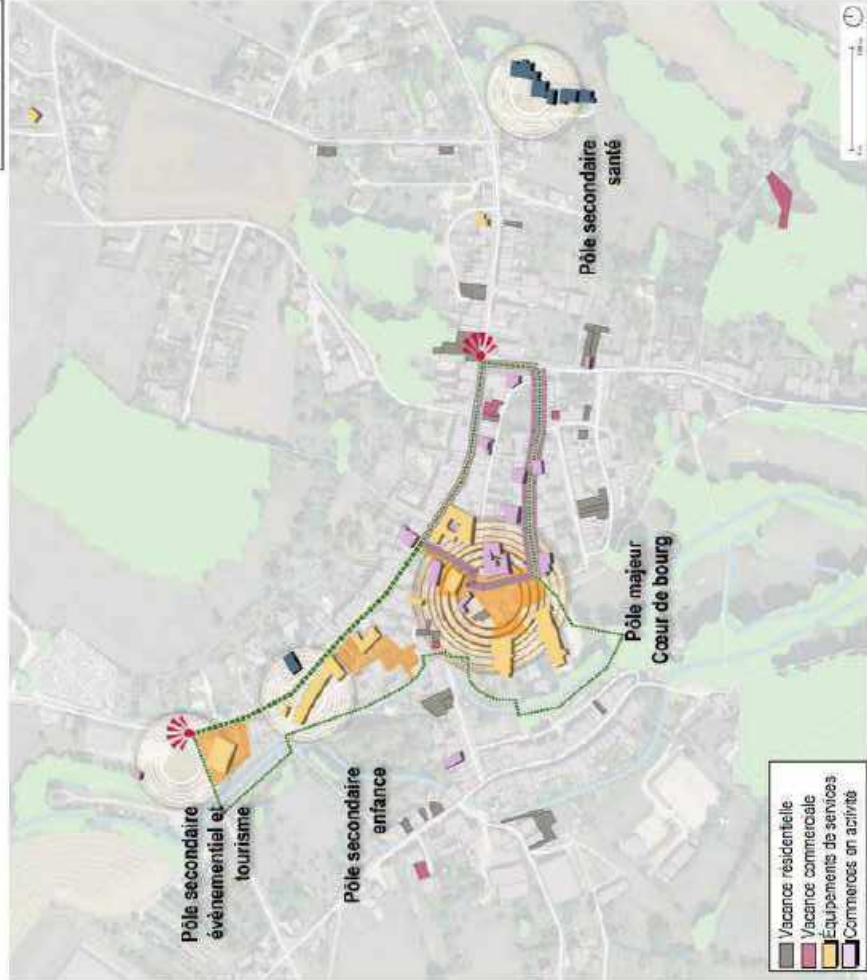 Pôle secondaire
événementiel et
tourisme
Pôle secondaire
enfance
Pôle majeur
Cœur de bourg
Pôle secondaire
santé
Vacance résidentielle
Vacance commerciale
Équipements de services
Commerces en activité